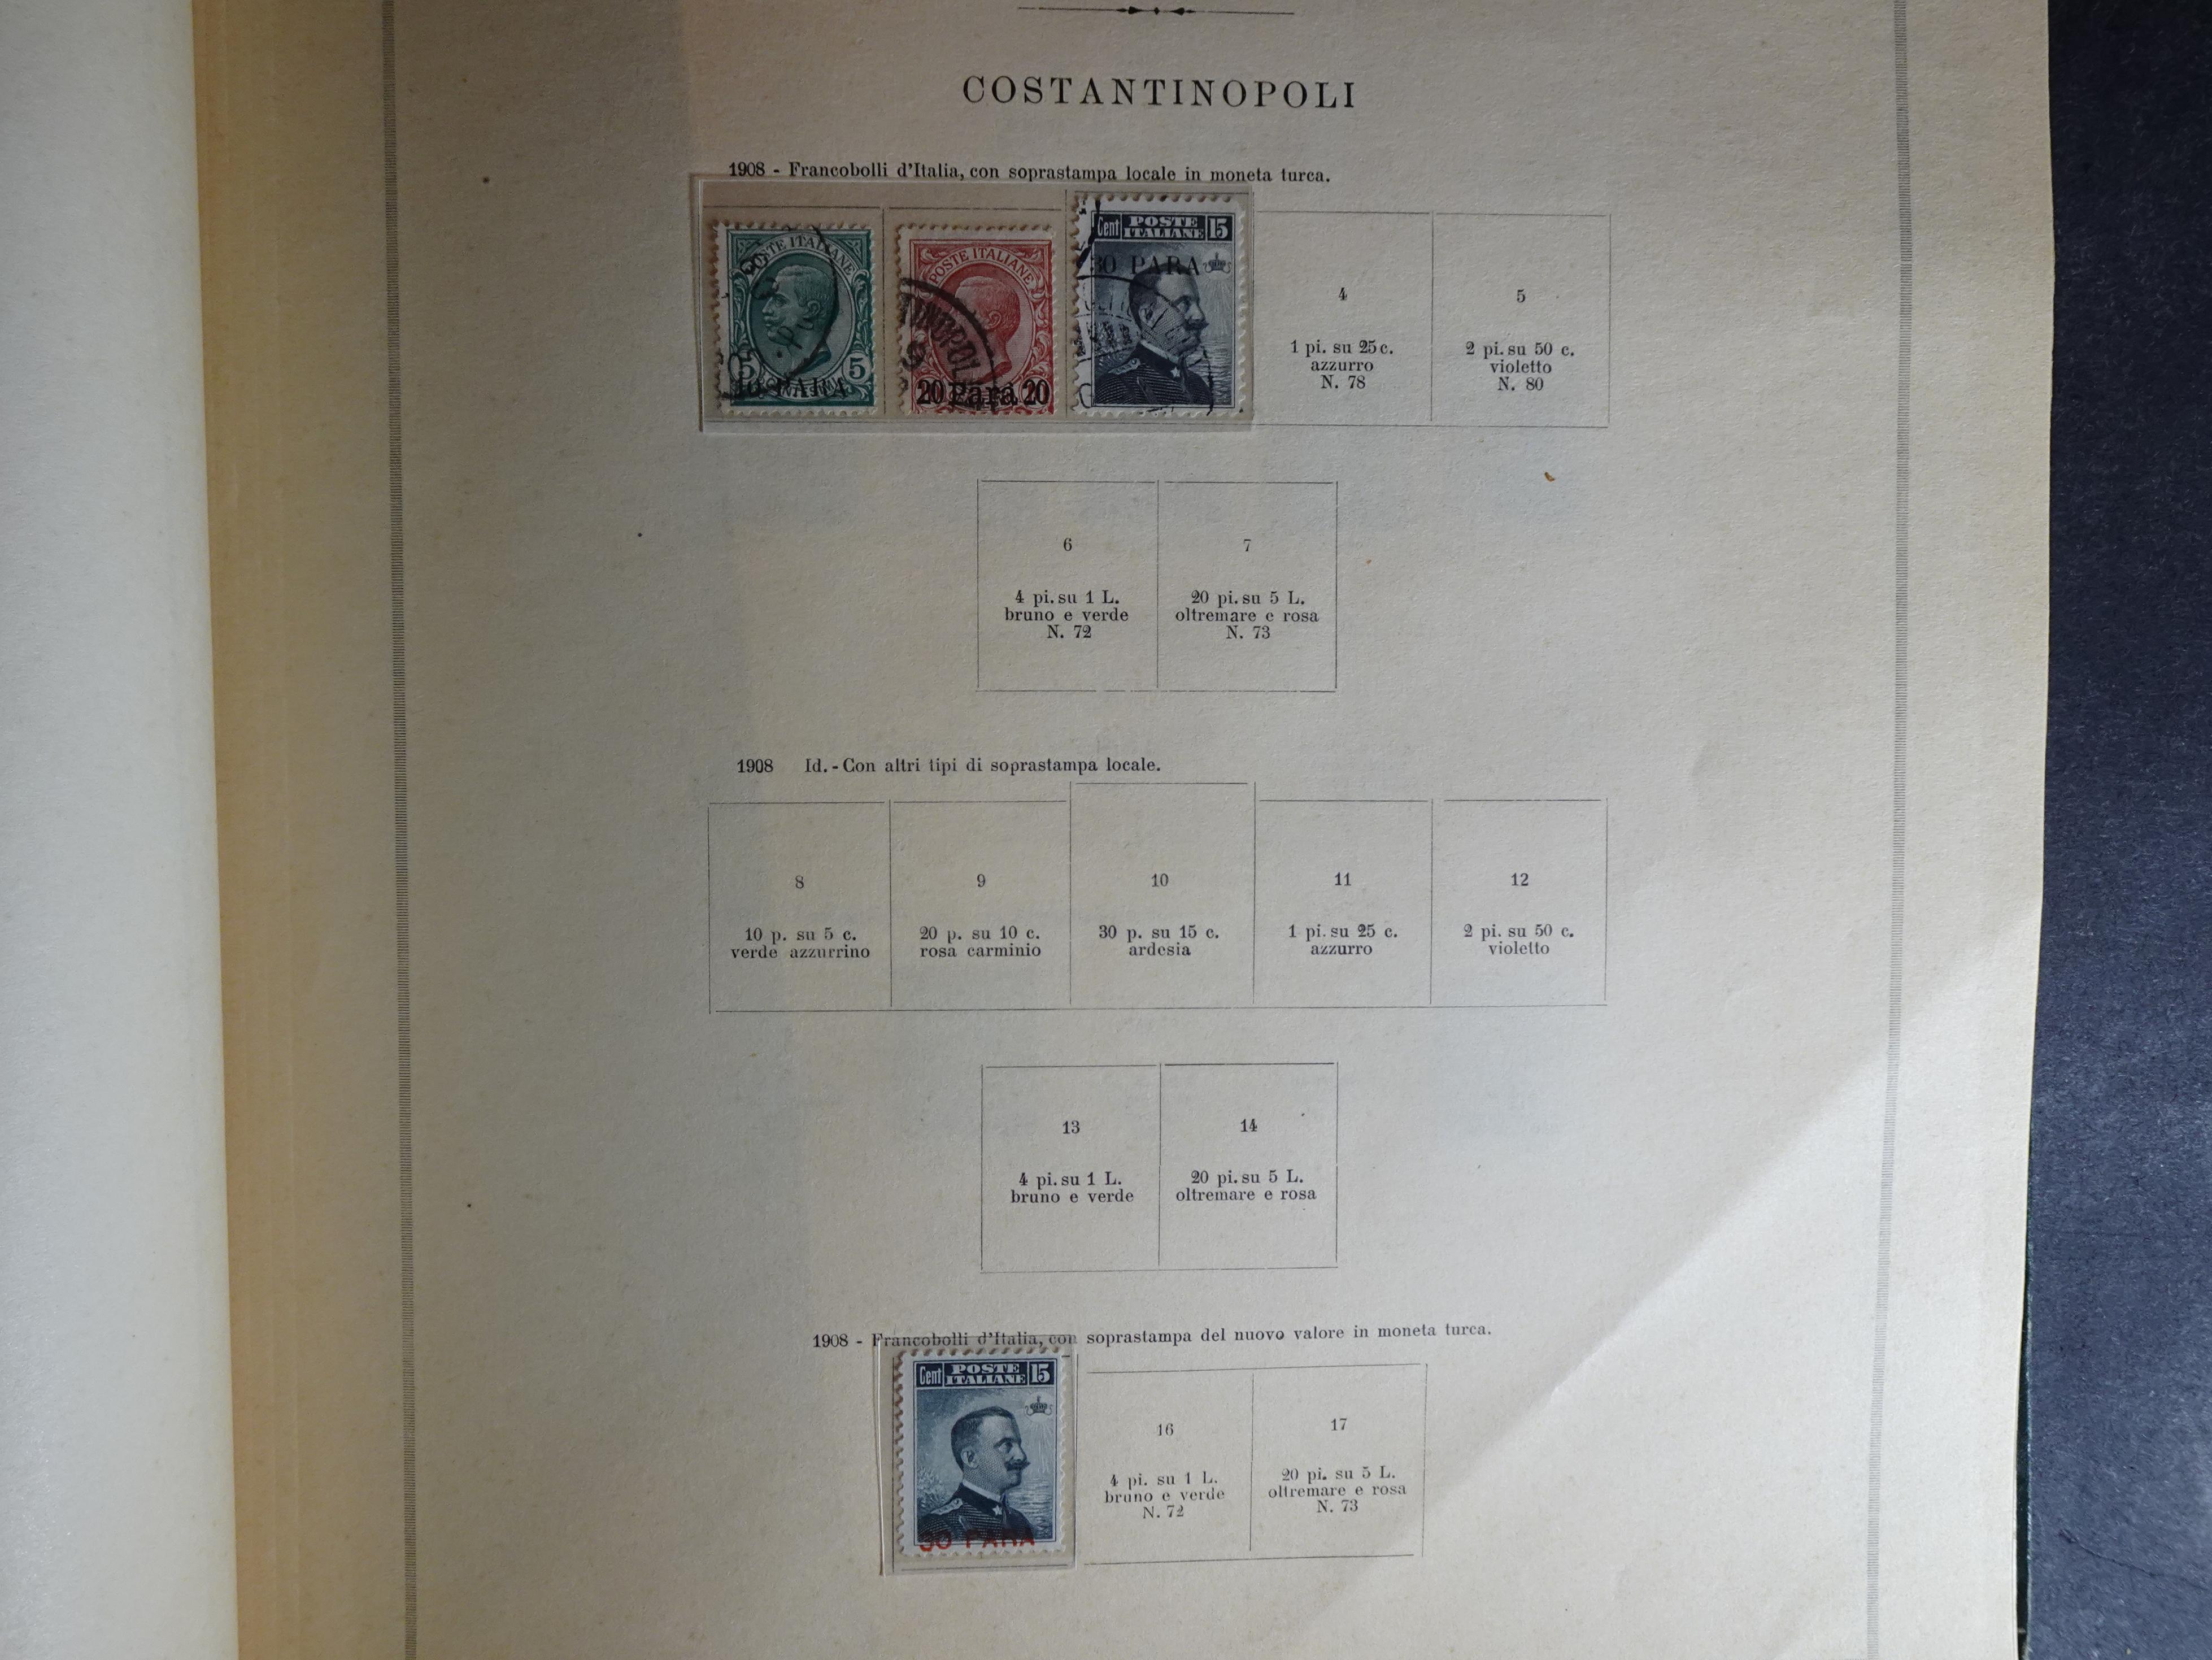 COSTANTINOPOLI
1908 - Francobolli d'Italia, con soprastampa locale in moneta turca.
POSTE ITALIANE
5 5
10 PARA
POSTE ITALIANE
TINOPOLI
20 Para 20
Cent POSTE ITALIANE 15
30 PARA
4
1 pi. su 25 c.
azzurro
N. 78
5
2 pi. su 50 c.
violetto
N. 80
6
4 pi. su 1 L.
bruno e verde
N. 72
7
20 pi. su 5 L.
oltremare e rosa
N. 73
1908 Id. - Con altri tipi di soprastampa locale.
8
10 p. su 5 c.
verde azzurrino
9
20 p. su 10 c.
rosa carminio
10
30 p. su 15 c.
ardesia
11
1 pi. su 25 c.
azzurro
12
2 pi. su 50 c.
violetto
13
4 pi. su 1 L.
bruno e verde
14
20 pi. su 5 L.
oltremare e rosa
1908 - Francobolli d'Italia, con soprastampa del nuovo valore in moneta turca.
Cent POSTE ITALIANE 15
30 PARA
16
4 pi. su 1 L.
bruno e verde
N. 72
17
20 pi. su 5 L.
oltremare e rosa
N. 73